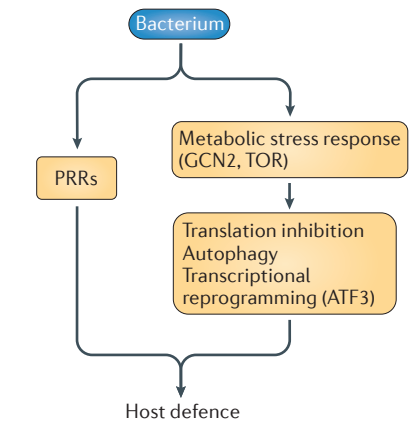 Bacterium
PRRs
Metabolic stress response
(GCN2, TOR)
Translation inhibition
Autophagy
Transcriptional
reprogramming (ATF3)
Host defence